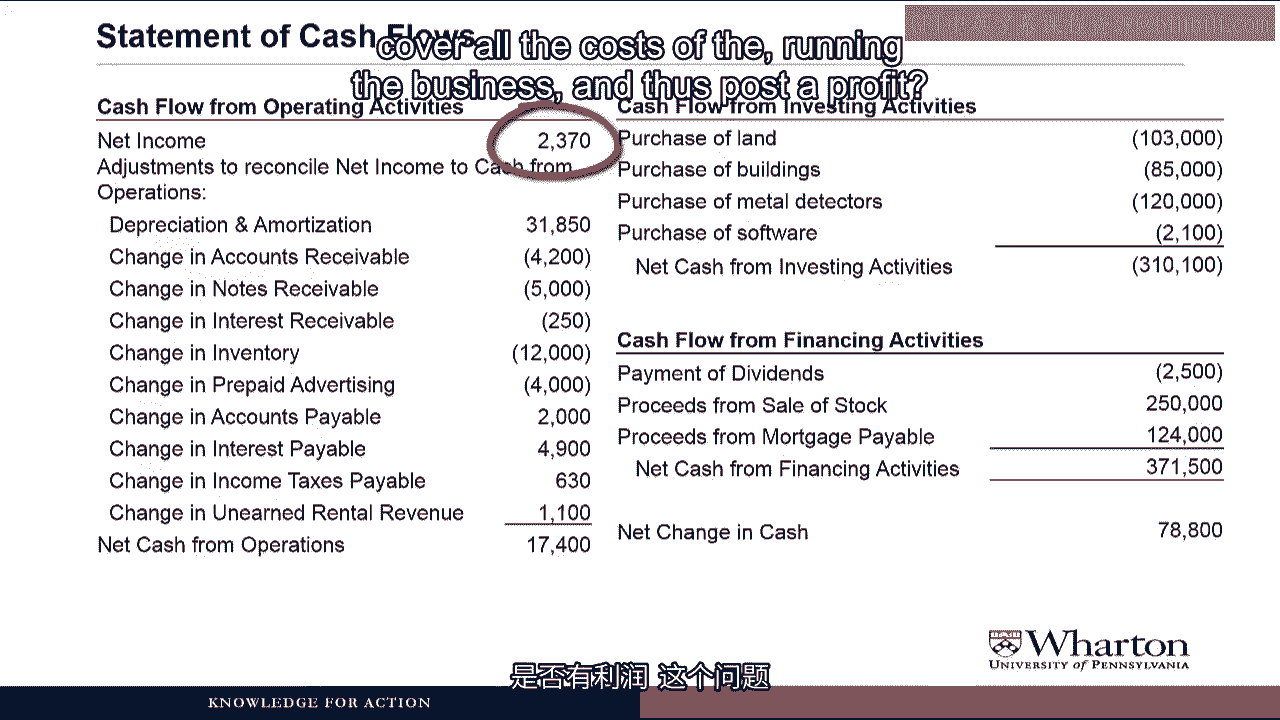 Statement of Cash Flows
cover all the costs of the, running
the business, and thus post a profit?
Cash Flow from Operating Activities
Net Income 2,370
Adjustments to reconcile Net Income to Cash from
Operations:
Depreciation & Amortization 31,850
Change in Accounts Receivable (4,200)
Change in Notes Receivable (5,000)
Change in Interest Receivable (250)
Change in Inventory (12,000)
Change in Prepaid Advertising (4,000)
Change in Accounts Payable 2,000
Change in Interest Payable 4,900
Change in Income Taxes Payable 630
Change in Unearned Rental Revenue 1,100
Net Cash from Operations 17,400
Cash Flow from Investing Activities
Purchase of land (103,000)
Purchase of buildings (85,000)
Purchase of metal detectors (120,000)
Purchase of software (2,100)
Net Cash from Investing Activities (310,100)
Cash Flow from Financing Activities
Payment of Dividends (2,500)
Proceeds from Sale of Stock 250,000
Proceeds from Mortgage Payable 124,000
Net Cash from Financing Activities 371,500
Net Change in Cash 78,800
Wharton
UNIVERSITY of PENNSYLVANIA
是否有利润 这个问题
KNOWLEDGE FOR ACTION